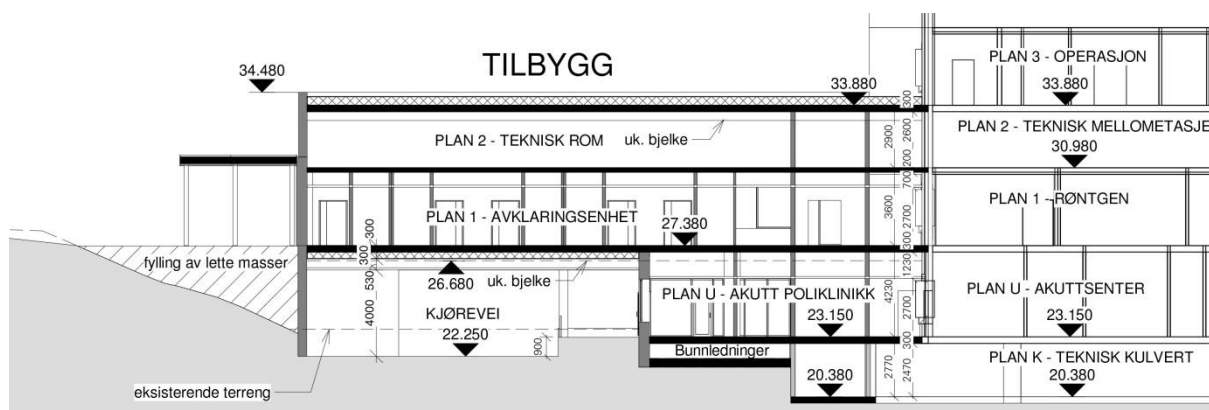 TILBYGG
34.480
33.880
PLAN 3 - OPERASJON
33.880
300
PLAN 2 - TEKNISK ROM
uk. bjelke
2900
2600
200
PLAN 2 - TEKNISK MELLOMETASJE
30.980
700
PLAN 1 - AVKLARINGSENHET
27.380
3600
2700
300
PLAN 1 - RØNTGEN
fylling av lette masser
300
300
530
4000
26.680
uk. bjelke
KJØREVEI
22.250
900
1230
4230
2700
300
PLAN U - AKUTT POLIKLINIKK
23.150
PLAN U - AKUTTSENTER
23.150
Bunnledninger
2770
2470
20.380
PLAN K - TEKNISK KULVERT
20.380
eksisterende terreng